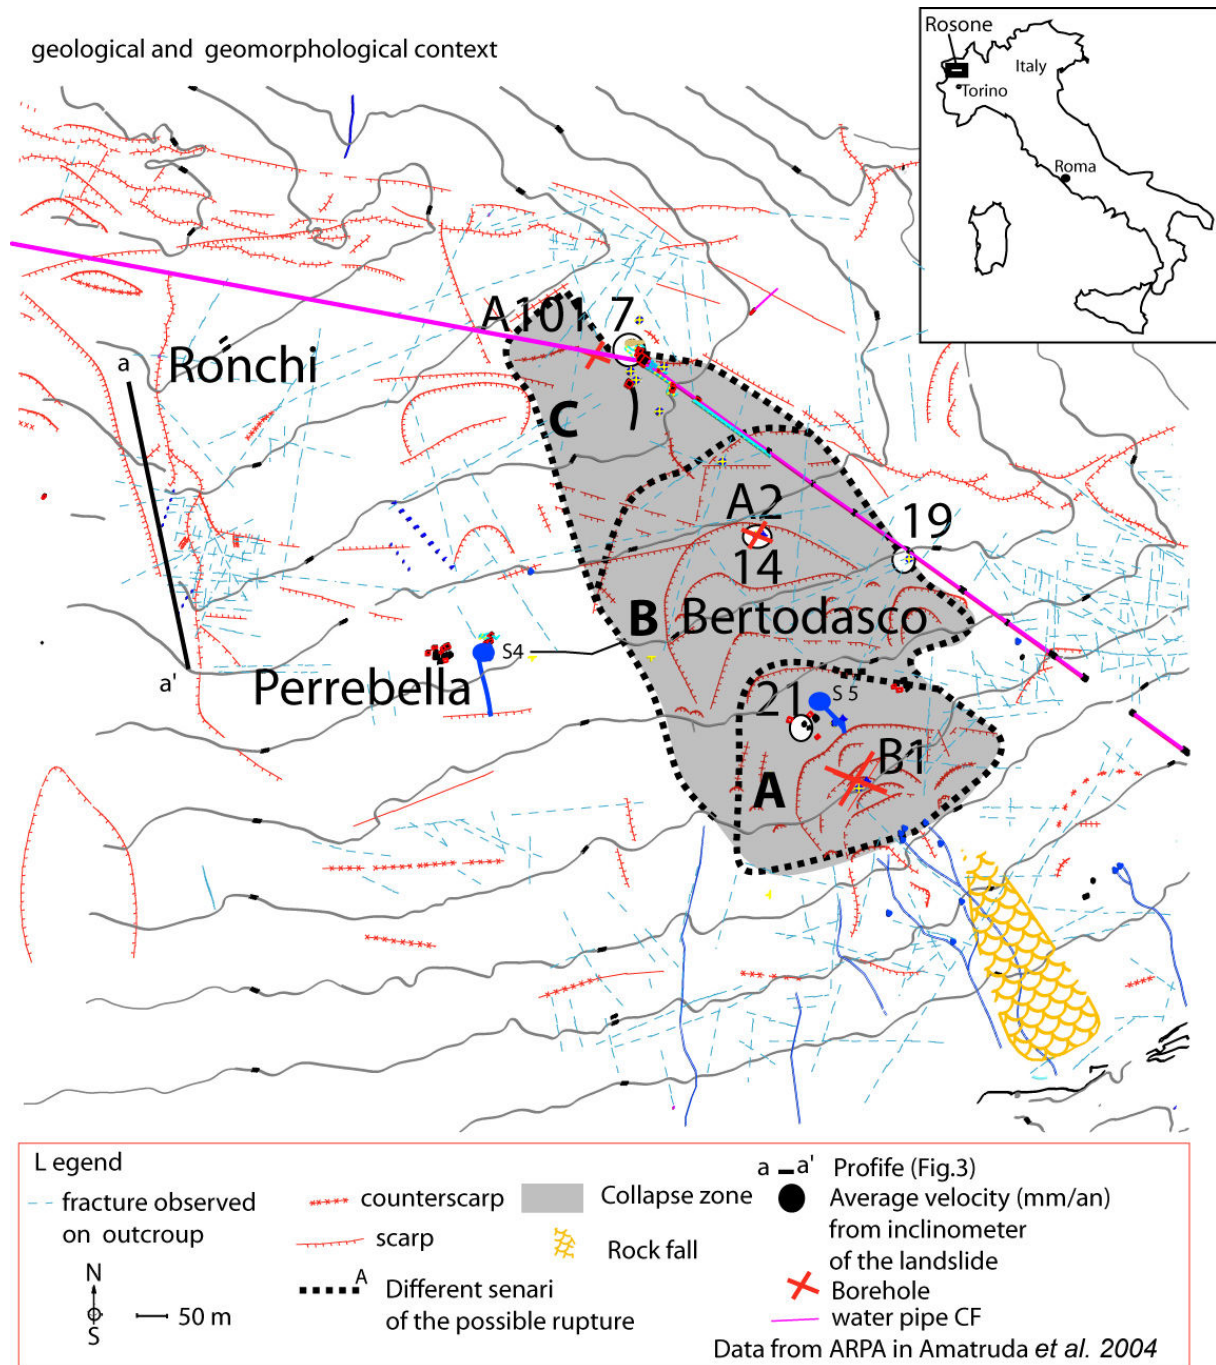 geological and geomorphological context
Rosone
Italy
Torino
Roma
A101 7
a
Ronchi
C
A2
19
14
B Bertodasco
S4
a'
Perrebella
21
S 5
B1
A
L egend
fracture observed
on outcroup
N
S
50 m
counterscarp
scarp
A
Different senari
of the possible rupture
Collapse zone
Rock fall
a a' Profife (Fig.3)
Average velocity (mm/an)
from inclinometer
of the landslide
Borehole
water pipe CF
Data from ARPA in Amatruda et al. 2004